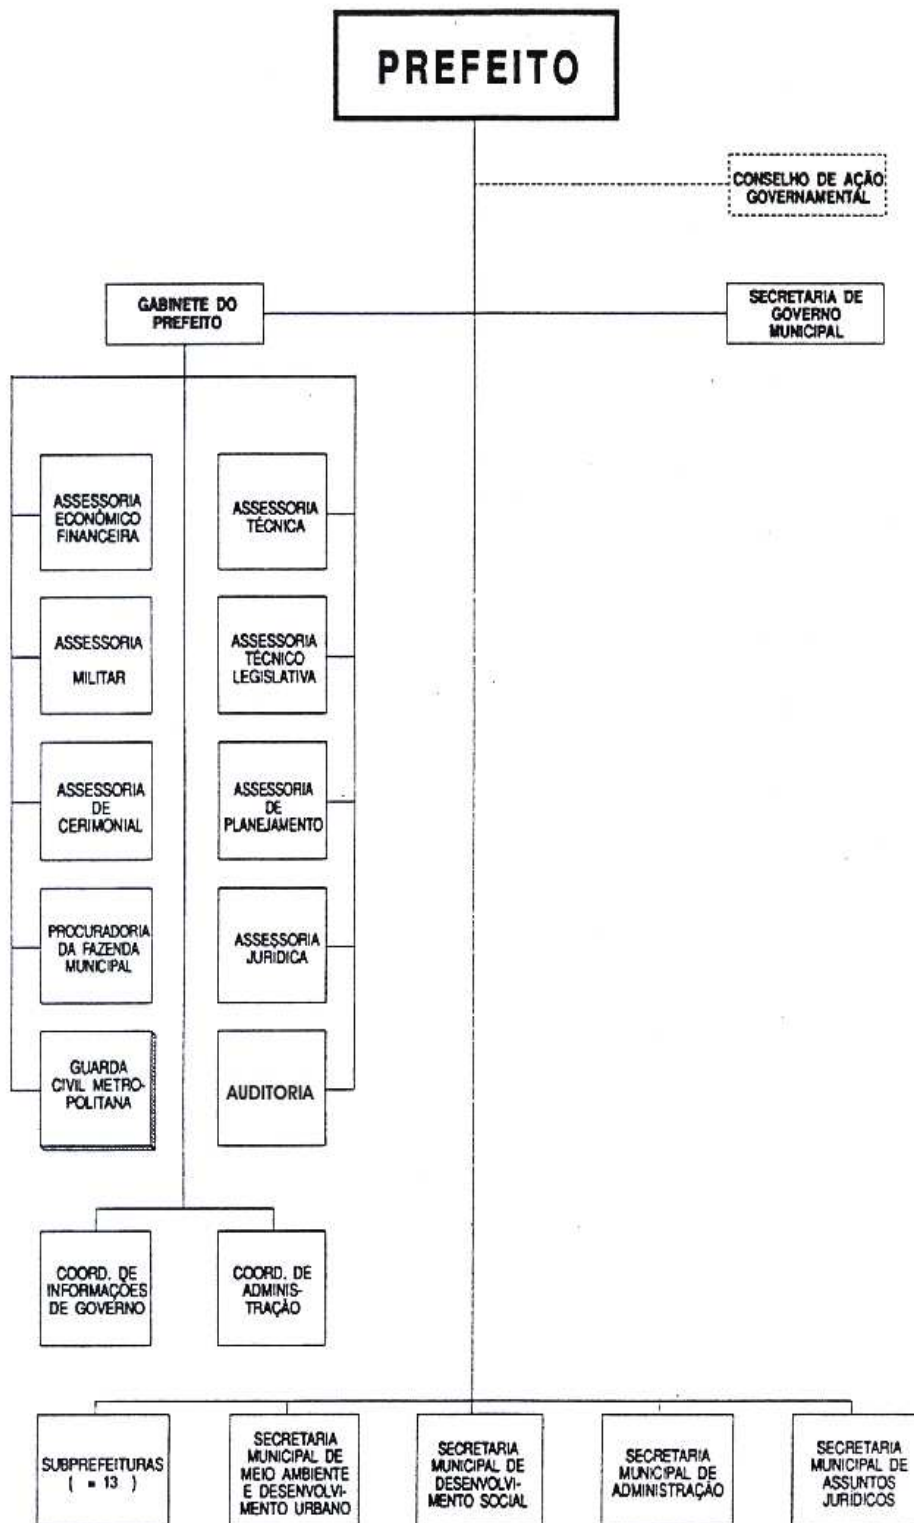 PREFEITO
CONSELHO DE AÇÃO
GOVERNAMENTAL
GABINETE DO
PREFEITO
SECRETARIA DE
GOVERNO
MUNICIPAL
ASSESSORIA
ECONÔMICO
FINANCEIRA
ASSESSORIA
TÉCNICA
ASSESSORIA
MILITAR
ASSESSORIA
TÉCNICO
LEGISLATIVA
ASSESSORIA
DE
CERIMONIAL
ASSESSORIA
DE
PLANEJAMENTO
PROCURADORIA
DA FAZENDA
MUNICIPAL
ASSESSORIA
JURIDICA
GUARDA
CIVIL METRO-
POLITANA
AUDITORIA
COORD. DE
INFORMAÇÕES
DE GOVERNO
COORD. DE
ADMINIS-
TRAÇÃO
SUBPREFEITURAS
( = 13 )
SECRETARIA
MUNICIPAL DE
MEIO AMBIENTE
E DESENVOLVI-
MENTO URBANO
SECRETARIA
MUNICIPAL DE
DESENVOLVI-
MENTO SOCIAL
SECRETARIA
MUNICIPAL DE
ADMINISTRAÇÃO
SECRETARIA
MUNICIPAL DE
ASSUNTOS
JURIDICOS